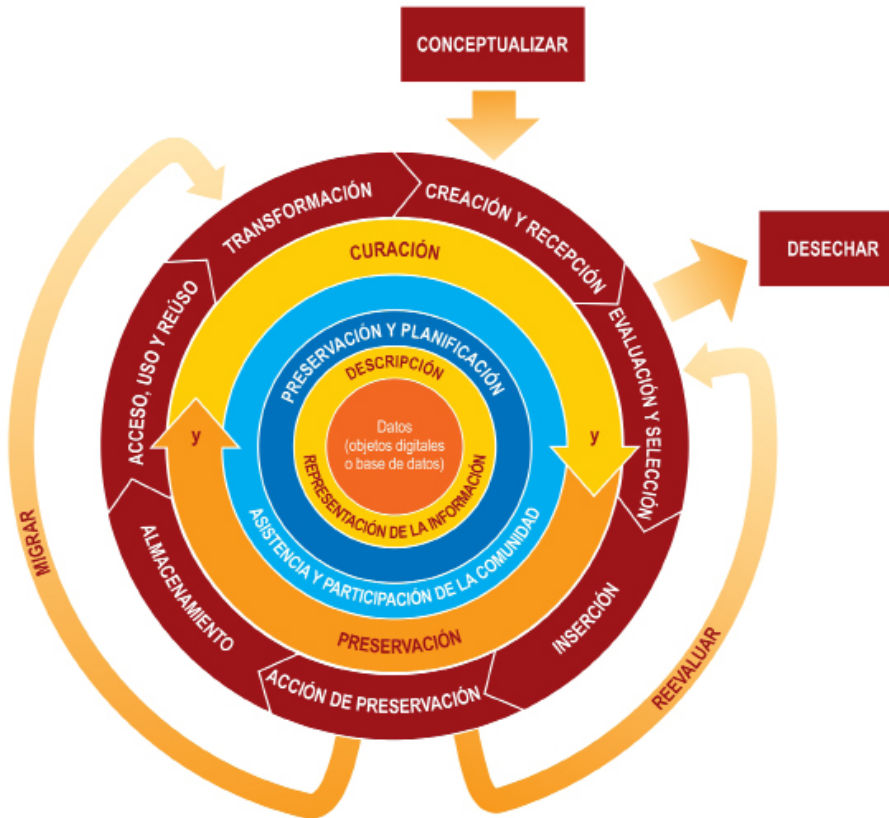 CONCEPTUALIZAR
DESECHAR
TRANSFORMACIÓN
CREACIÓN Y RECEPCIÓN
EVALUACIÓN Y SELECCIÓN
INSERCIÓN
ACCIÓN DE PRESERVACIÓN
ALMACENAMIENTO
ACCESO, USO Y REÚSO
CURACIÓN
y
PRESERVACIÓN
y
PRESERVACIÓN Y PLANIFICACIÓN
ASISTENCIA Y PARTICIPACIÓN DE LA COMUNIDAD
DESCRIPCIÓN
REPRESENTACIÓN DE LA INFORMACIÓN
Datos
(objetos digitales
o base de datos)
MIGRAR
REEVALUAR